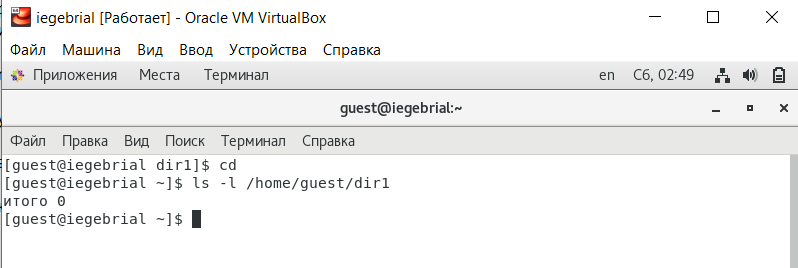 iegebrial [Работает] - Oracle VM VirtualBox
Файл Машина Вид Ввод Устройства Справка
Приложения Места Терминал en Сб, 02:49
guest@iegebrial:~
Файл Правка Вид Поиск Терминал Справка
[guest@iegebrial dir1]$ cd
[guest@iegebrial ~]$ ls -l /home/guest/dir1
итого 0
[guest@iegebrial ~]$